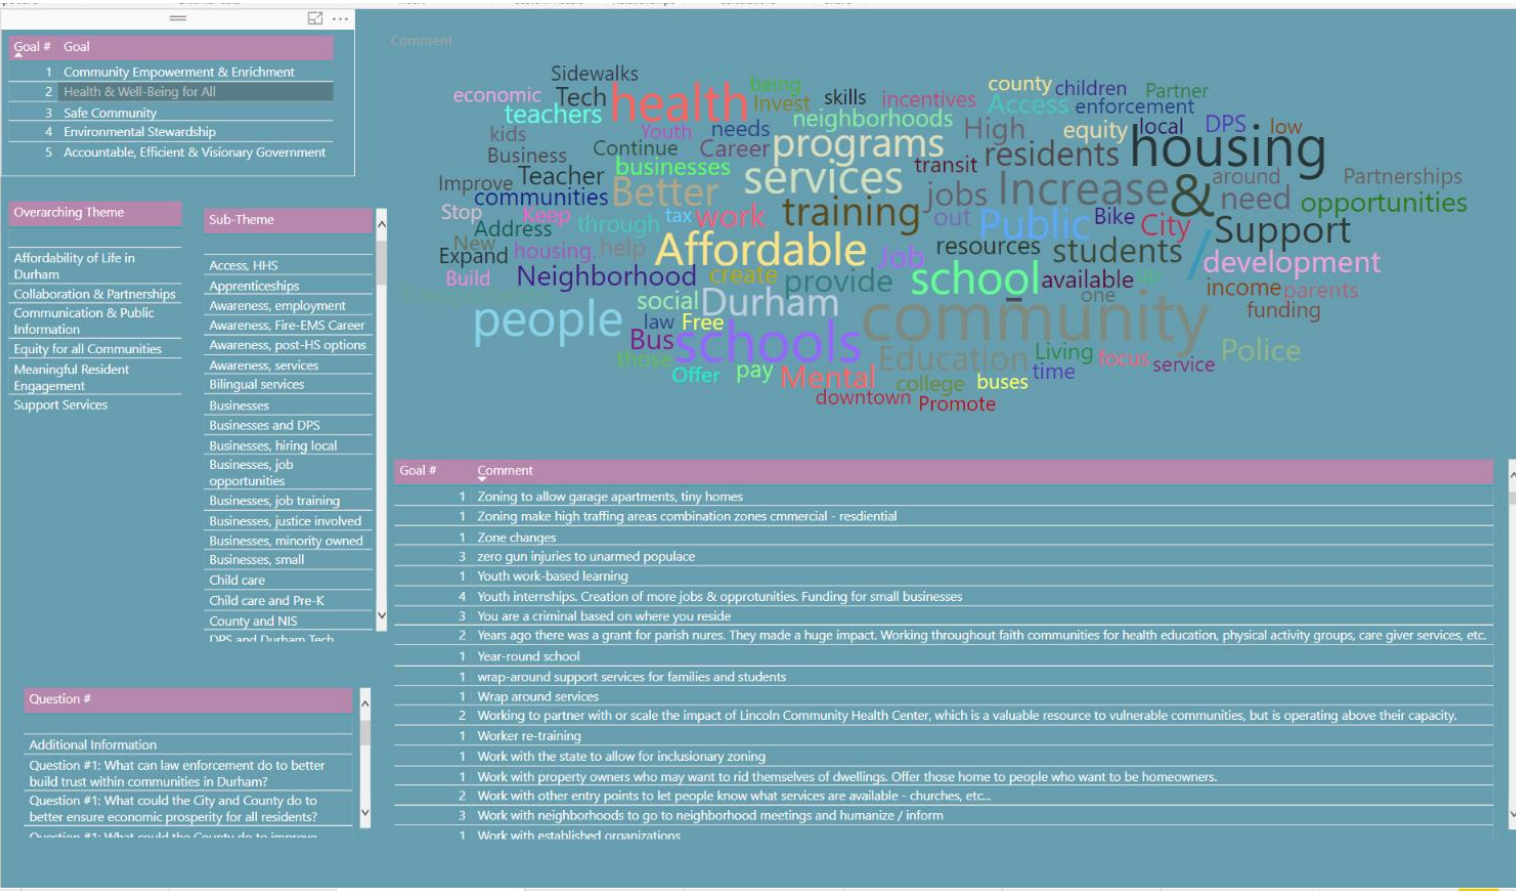 Goal # Goal
1 Community Empowerment & Enrichment
2 Health & Well-Being for All
3 Safe Community
4 Environmental Stewardship
5 Accountable, Efficient & Visionary Government
Overarching Theme
Affordability of Life in
Durham
Collaboration & Partnerships
Communication & Public
Information
Equity for all Communities
Meaningful Resident
Engagement
Support Services
Sub-Theme
Access, HHS
Apprenticeships
Awareness, employment
Awareness, Fire-EMS Career
Awareness, post-HS options
Awareness, services
Bilingual services
Businesses
Businesses and DPS
Businesses, hiring local
Businesses, job
opportunities
Businesses, job training
Businesses, justice involved
Businesses, minority owned
Businesses, small
Child care
Child care and Pre-K
County and NIS
DPS and Durham Tech
Question #
Additional Information
Question #1: What can law enforcement do to better
build trust within communities in Durham?
Question #1: What could the City and County do to
better ensure economic prosperity for all residents?
Question #1: What could the County do to improve
Comment
Sidewalks being county children Partner
economic Tech health Invest skills incentives Access enforcement
teachers neighborhoods High equity local DPS low
kids Youth needs programs residents housing
Business Continue Career transit
businesses services around Partnerships
Improve Teacher Better jobs Increase & need opportunities
communities training
Stop Keep through tax work out Public Bike City Support
Address
New housing. help Affordable Job resources students / development
Expand
Build Neighborhood create provide school available up income parents
social Durham one funding
people law Free community
Bus schools Education Living focus service Police
those
Offer pay Mental college buses time
downtown Promote
Goal # Comment
1 Zoning to allow garage apartments, tiny homes
1 Zoning make high traffing areas combination zones cmmercial - resdiential
1 Zone changes
3 zero gun injuries to unarmed populace
1 Youth work-based learning
4 Youth internships. Creation of more jobs & opprotunities. Funding for small businesses
3 You are a criminal based on where you reside
2 Years ago there was a grant for parish nures. They made a huge impact. Working throughout faith communities for health education, physical activity groups, care giver services, etc.
1 Year-round school
1 wrap-around support services for families and students
1 Wrap around services
2 Working to partner with or scale the impact of Lincoln Community Health Center, which is a valuable resource to vulnerable communities, but is operating above their capacity.
1 Worker re-training
1 Work with the state to allow for inclusionary zoning
1 Work with property owners who may want to rid themselves of dwellings. Offer those home to people who want to be homeowners.
2 Work with other entry points to let people know what services are available - churches, etc...
3 Work with neighborhoods to go to neighborhood meetings and humanize / inform
1 Work with established organizations